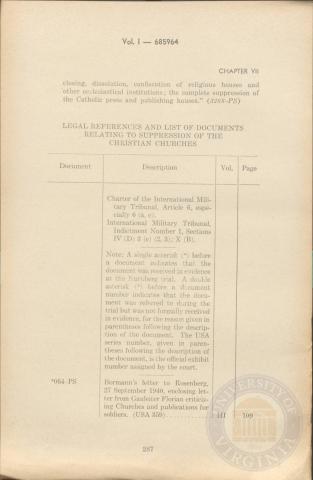 Vol. I — 685964
CHAPTER VII
closing, dissolution, confiscation of religious houses and
other ecclesiastical institutions; the complete suppression of
the Catholic press and publishing houses." (3268-PS)
LEGAL REFERENCES AND LIST OF DOCUMENTS
RELATING TO SUPPRESSION OF THE
CHRISTIAN CHURCHES
Document Description Vol. Page
Charter of the International Mili-
tary Tribunal, Article 6, espe-
cially 6 (a, c).
International Military Tribunal,
Indictment Number 1, Sections
IV (D) 3 (c) (2, 3); X (B).
Note: A single asterisk (*) before
a document indicates that the
document was received in evidence
at the Nurnberg trial. A double
asterisk (**) before a document
number indicates that the docu-
ment was referred to during the
trial but was not formally received
in evidence, for the reason given in
parentheses following the descrip-
tion of the document. The USA
series number, given in paren-
theses following the description of
the document, is the official exhibit
number assigned by the court.
*064-PS Bormann's letter to Rosenberg,
27 September 1940, enclosing let-
ter from Gauleiter Florian criticiz-
ing Churches and publications for
soldiers. (USA 359) III 109
287
UNIVERSITY OF
VIRGINIA